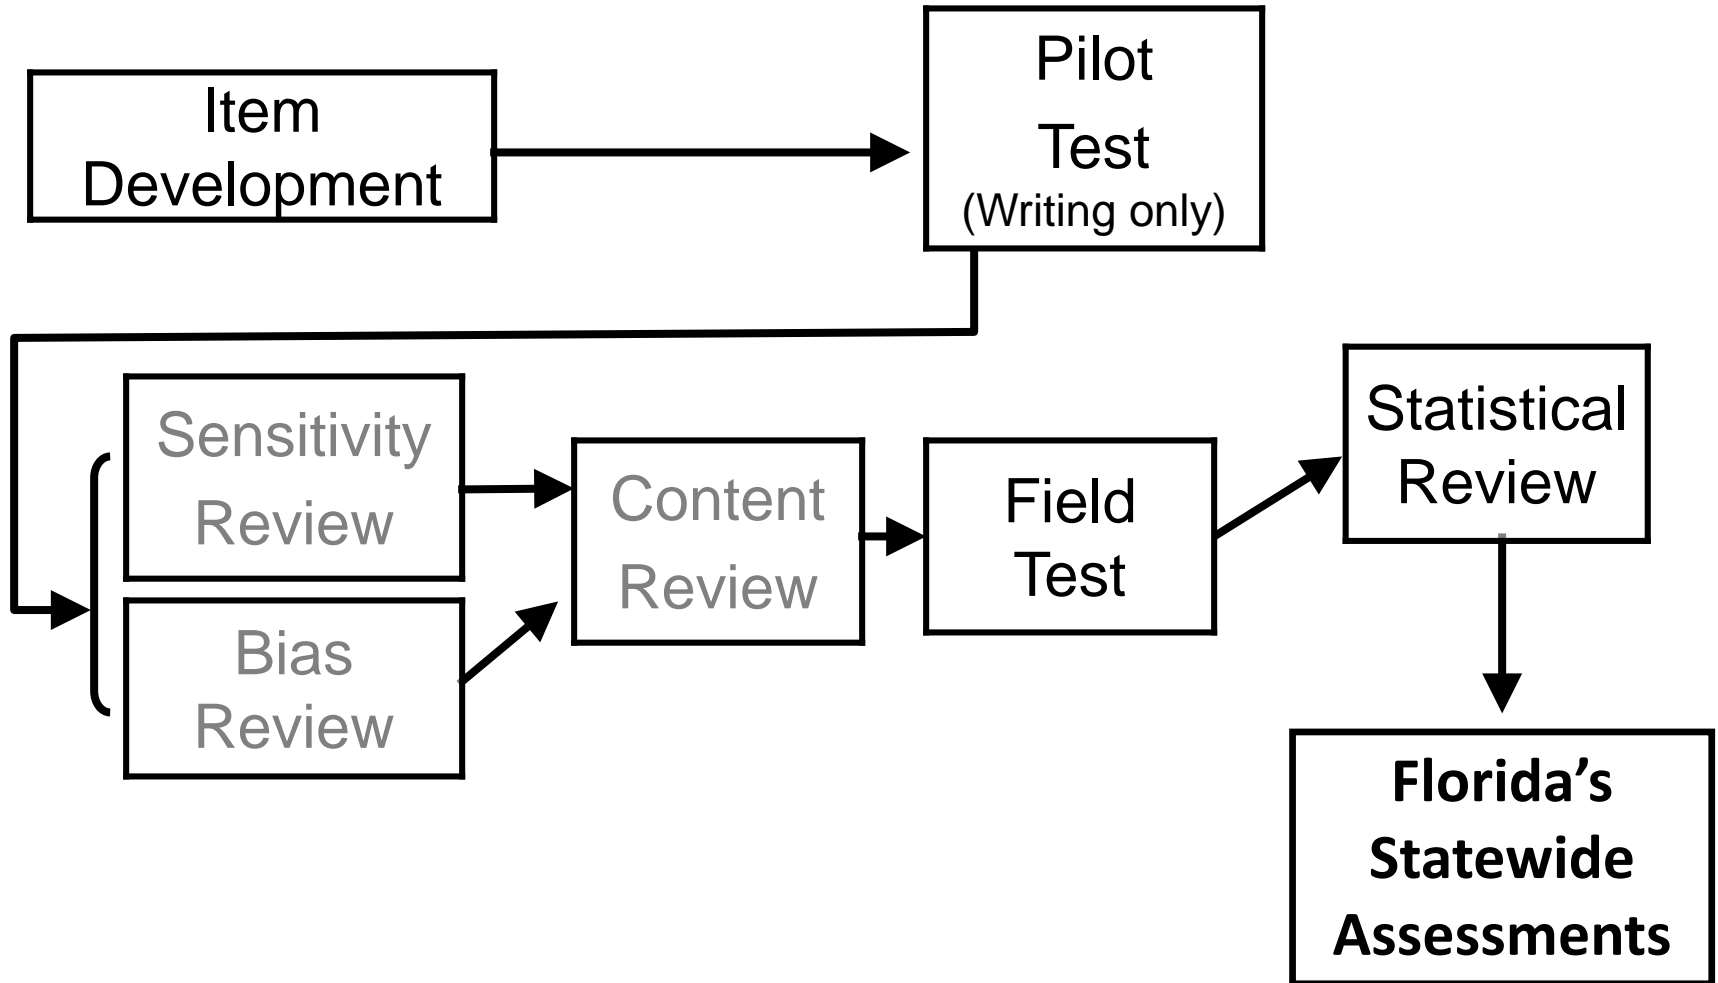 Item
Development
Pilot
Test
(Writing only)
Sensitivity
Review
Bias
Review
Content
Review
Field
Test
Statistical
Review
Florida’s
Statewide
Assessments